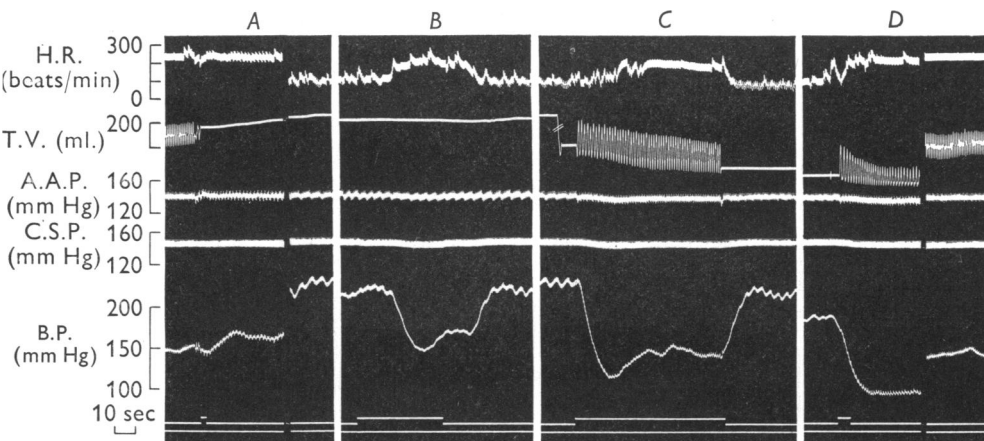 A B C D
H.R.
(beats/min)
300
0
T.V. (ml.)
200
A.A.P.
(mm Hg)
160
120
C.S.P.
(mm Hg)
160
120
B.P.
(mm Hg)
200
150
100
10 sec